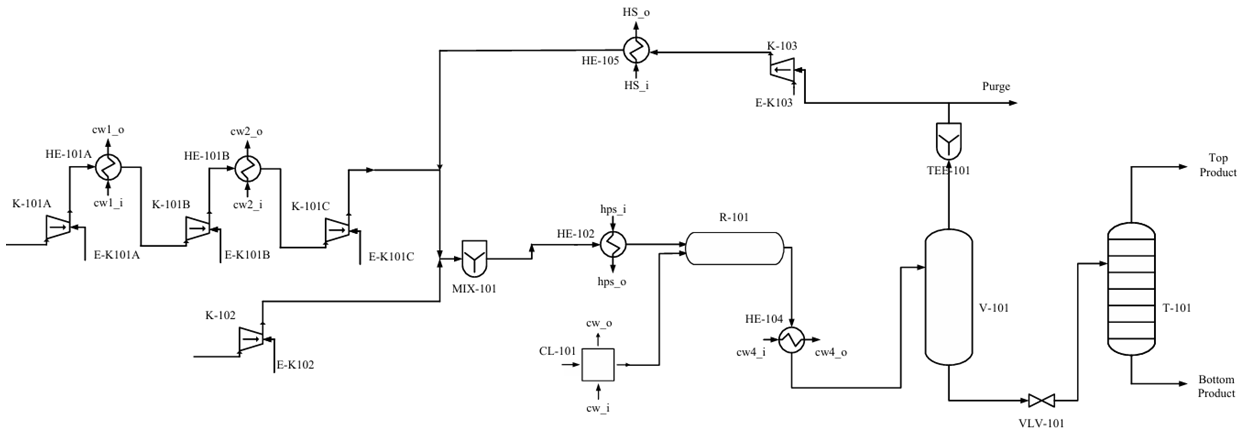 HS_o
K-103
HE-105
HS_i
E-K103
Purge
cw1_o
cw2_o
HE-101A
HE-101B
TEE-101
Top
Product
cw1_i
cw2_i
K-101A
K-101B
K-101C
hps_i
R-101
HE-102
E-K101A
E-K101B
E-K101C
hps_o
MIX-101
V-101
T-101
K-102
HE-104
cw_o
CL-101
cw4_i
cw4_o
E-K102
Bottom
Product
cw_i
VLV-101